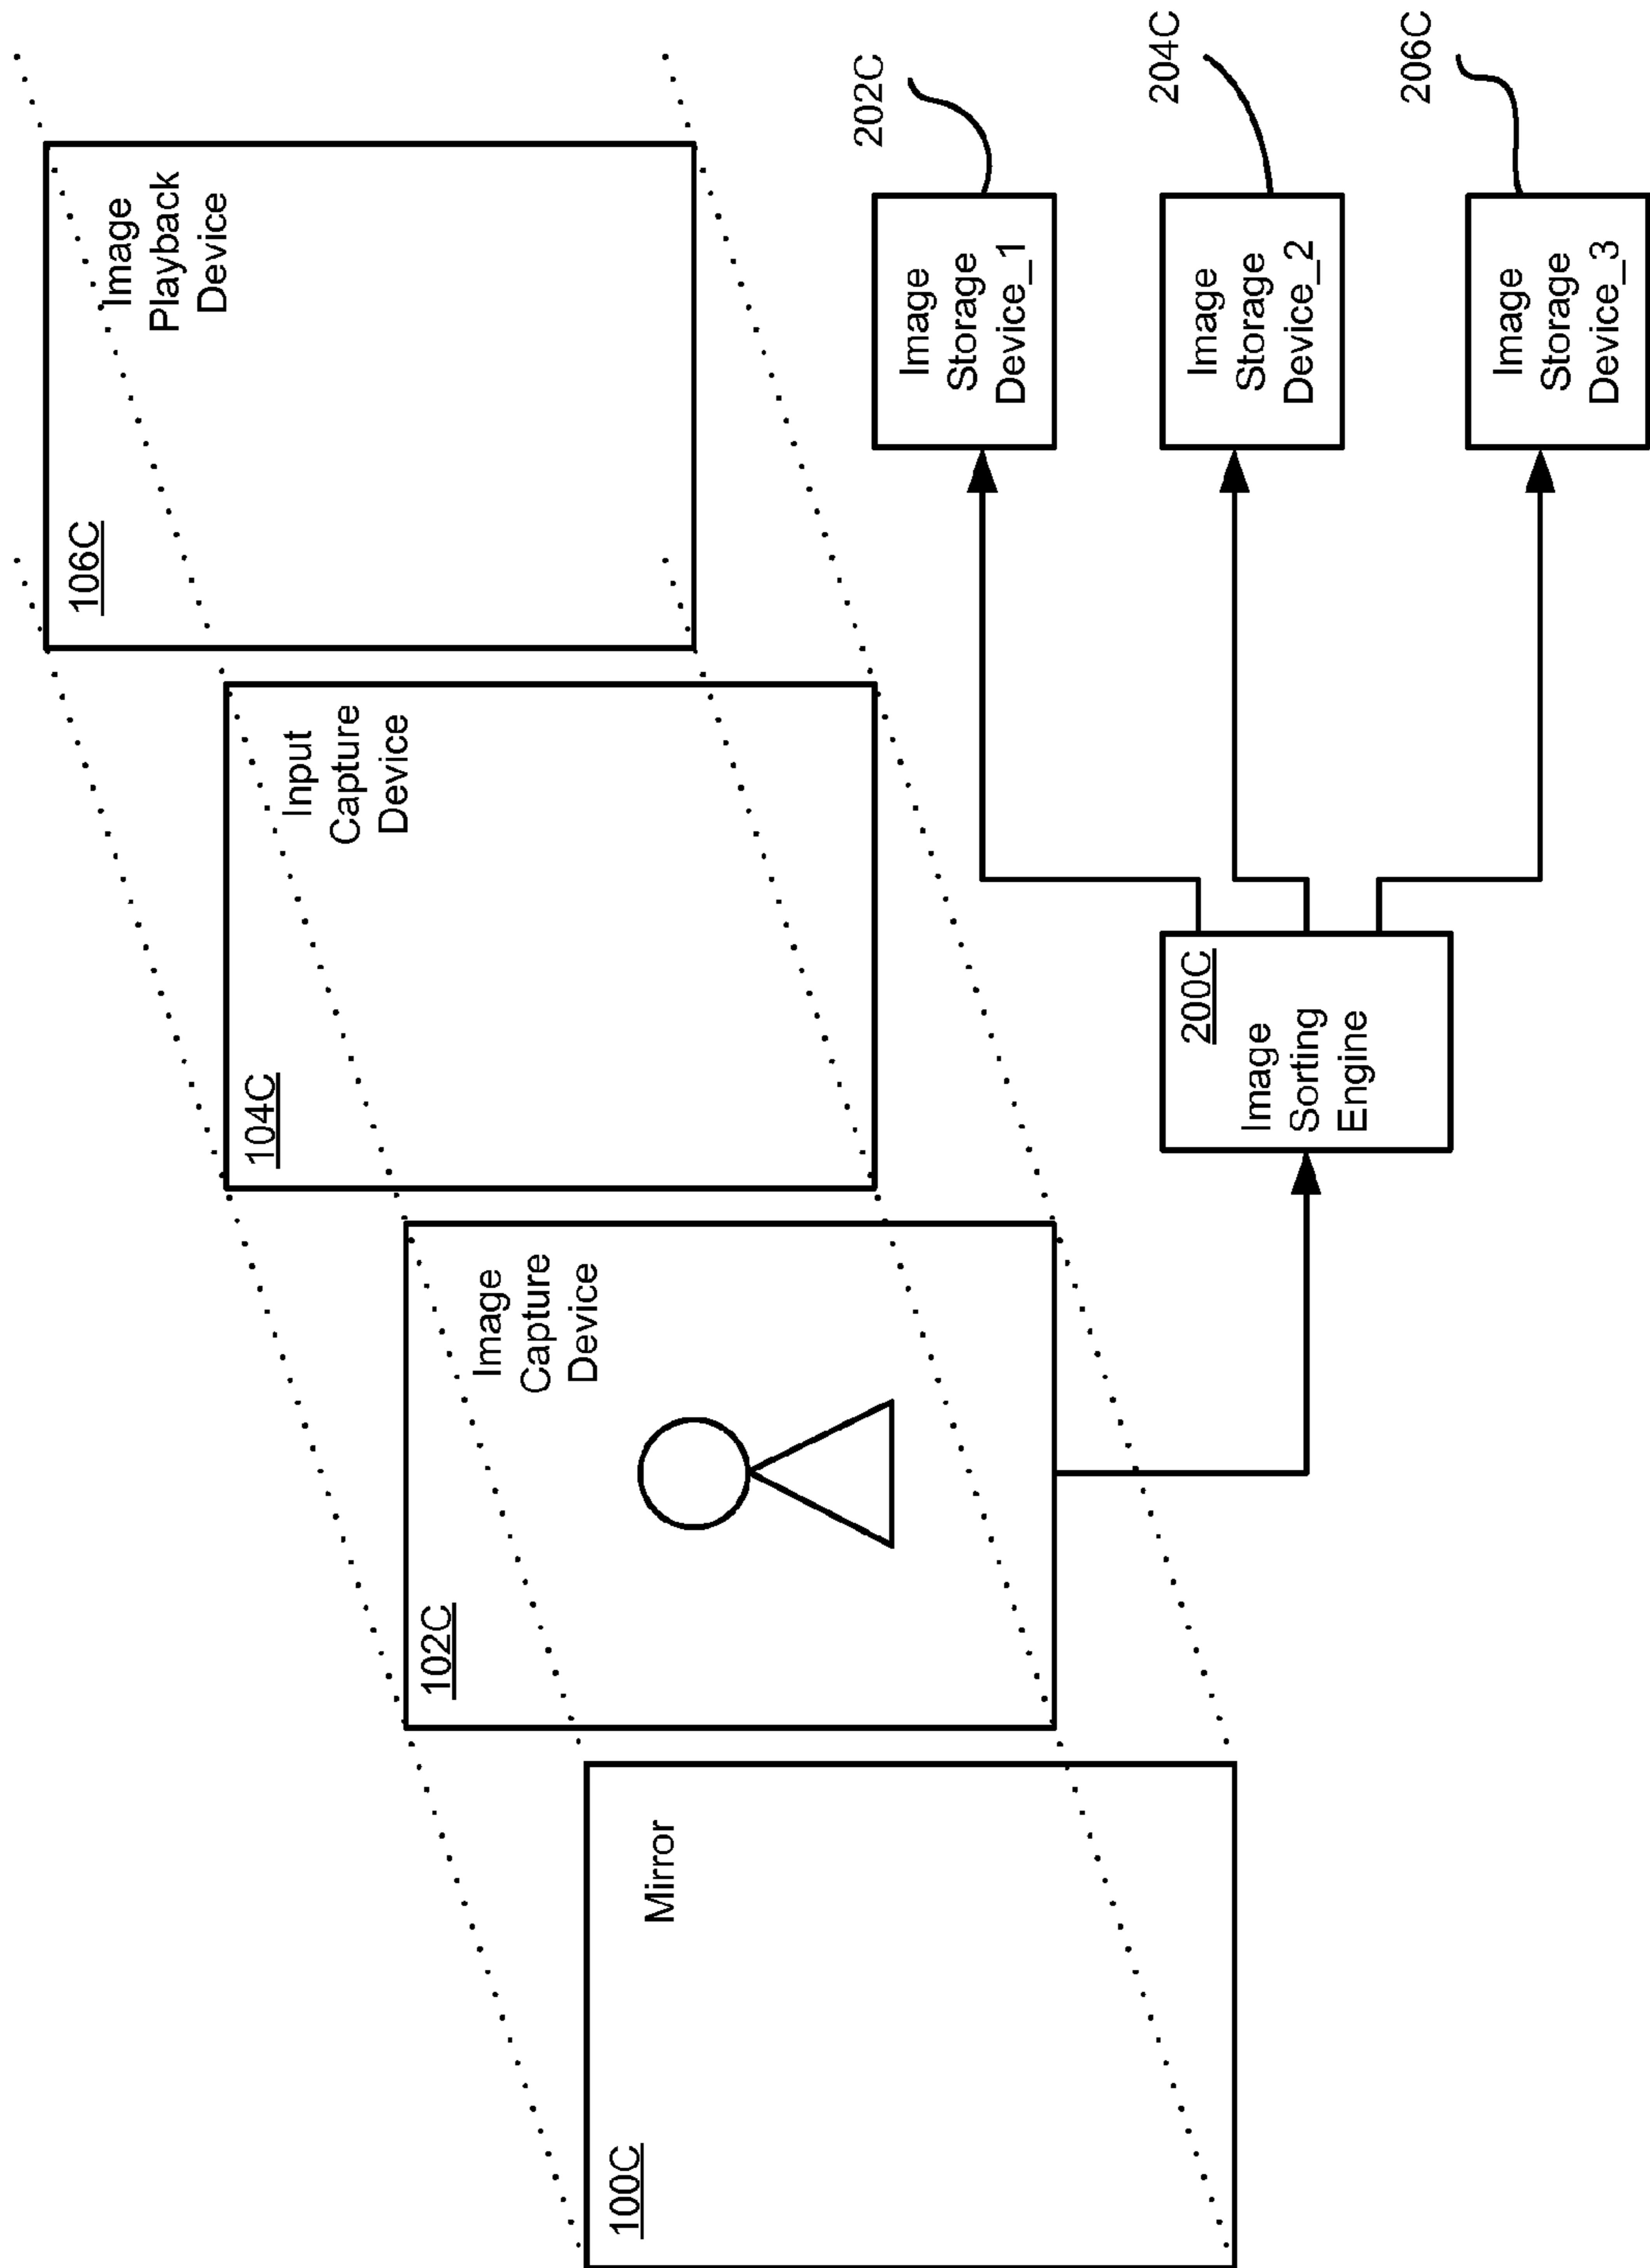 106C
Image
Playback
Device
104C
Input
Capture
Device
102C
Image
Capture
Device
100C
Mirror
200C
Image
Sorting
Engine
Image
Storage
Device_1
202C
Image
Storage
Device_2
204C
Image
Storage
Device_3
206C